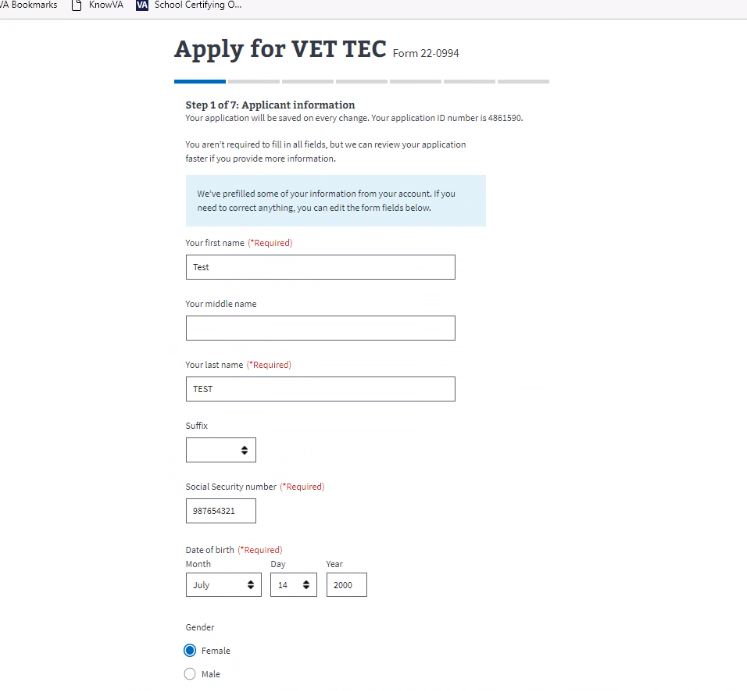 VA Bookmarks KnowVA VA School Certifying O...
Apply for VET TEC Form 22-0994
Step 1 of 7: Applicant information
Your application will be saved on every change. Your application ID number is 4861590.
You aren't required to fill in all fields, but we can review your application
faster if you provide more information.
We've prefilled some of your information from your account. If you
need to correct anything, you can edit the form fields below.
Your first name (*Required)
Test
Your middle name
Your last name (*Required)
TEST
Suffix
Social Security number (*Required)
987654321
Date of birth (*Required)
Month Day Year
July 14 2000
Gender
Female
Male